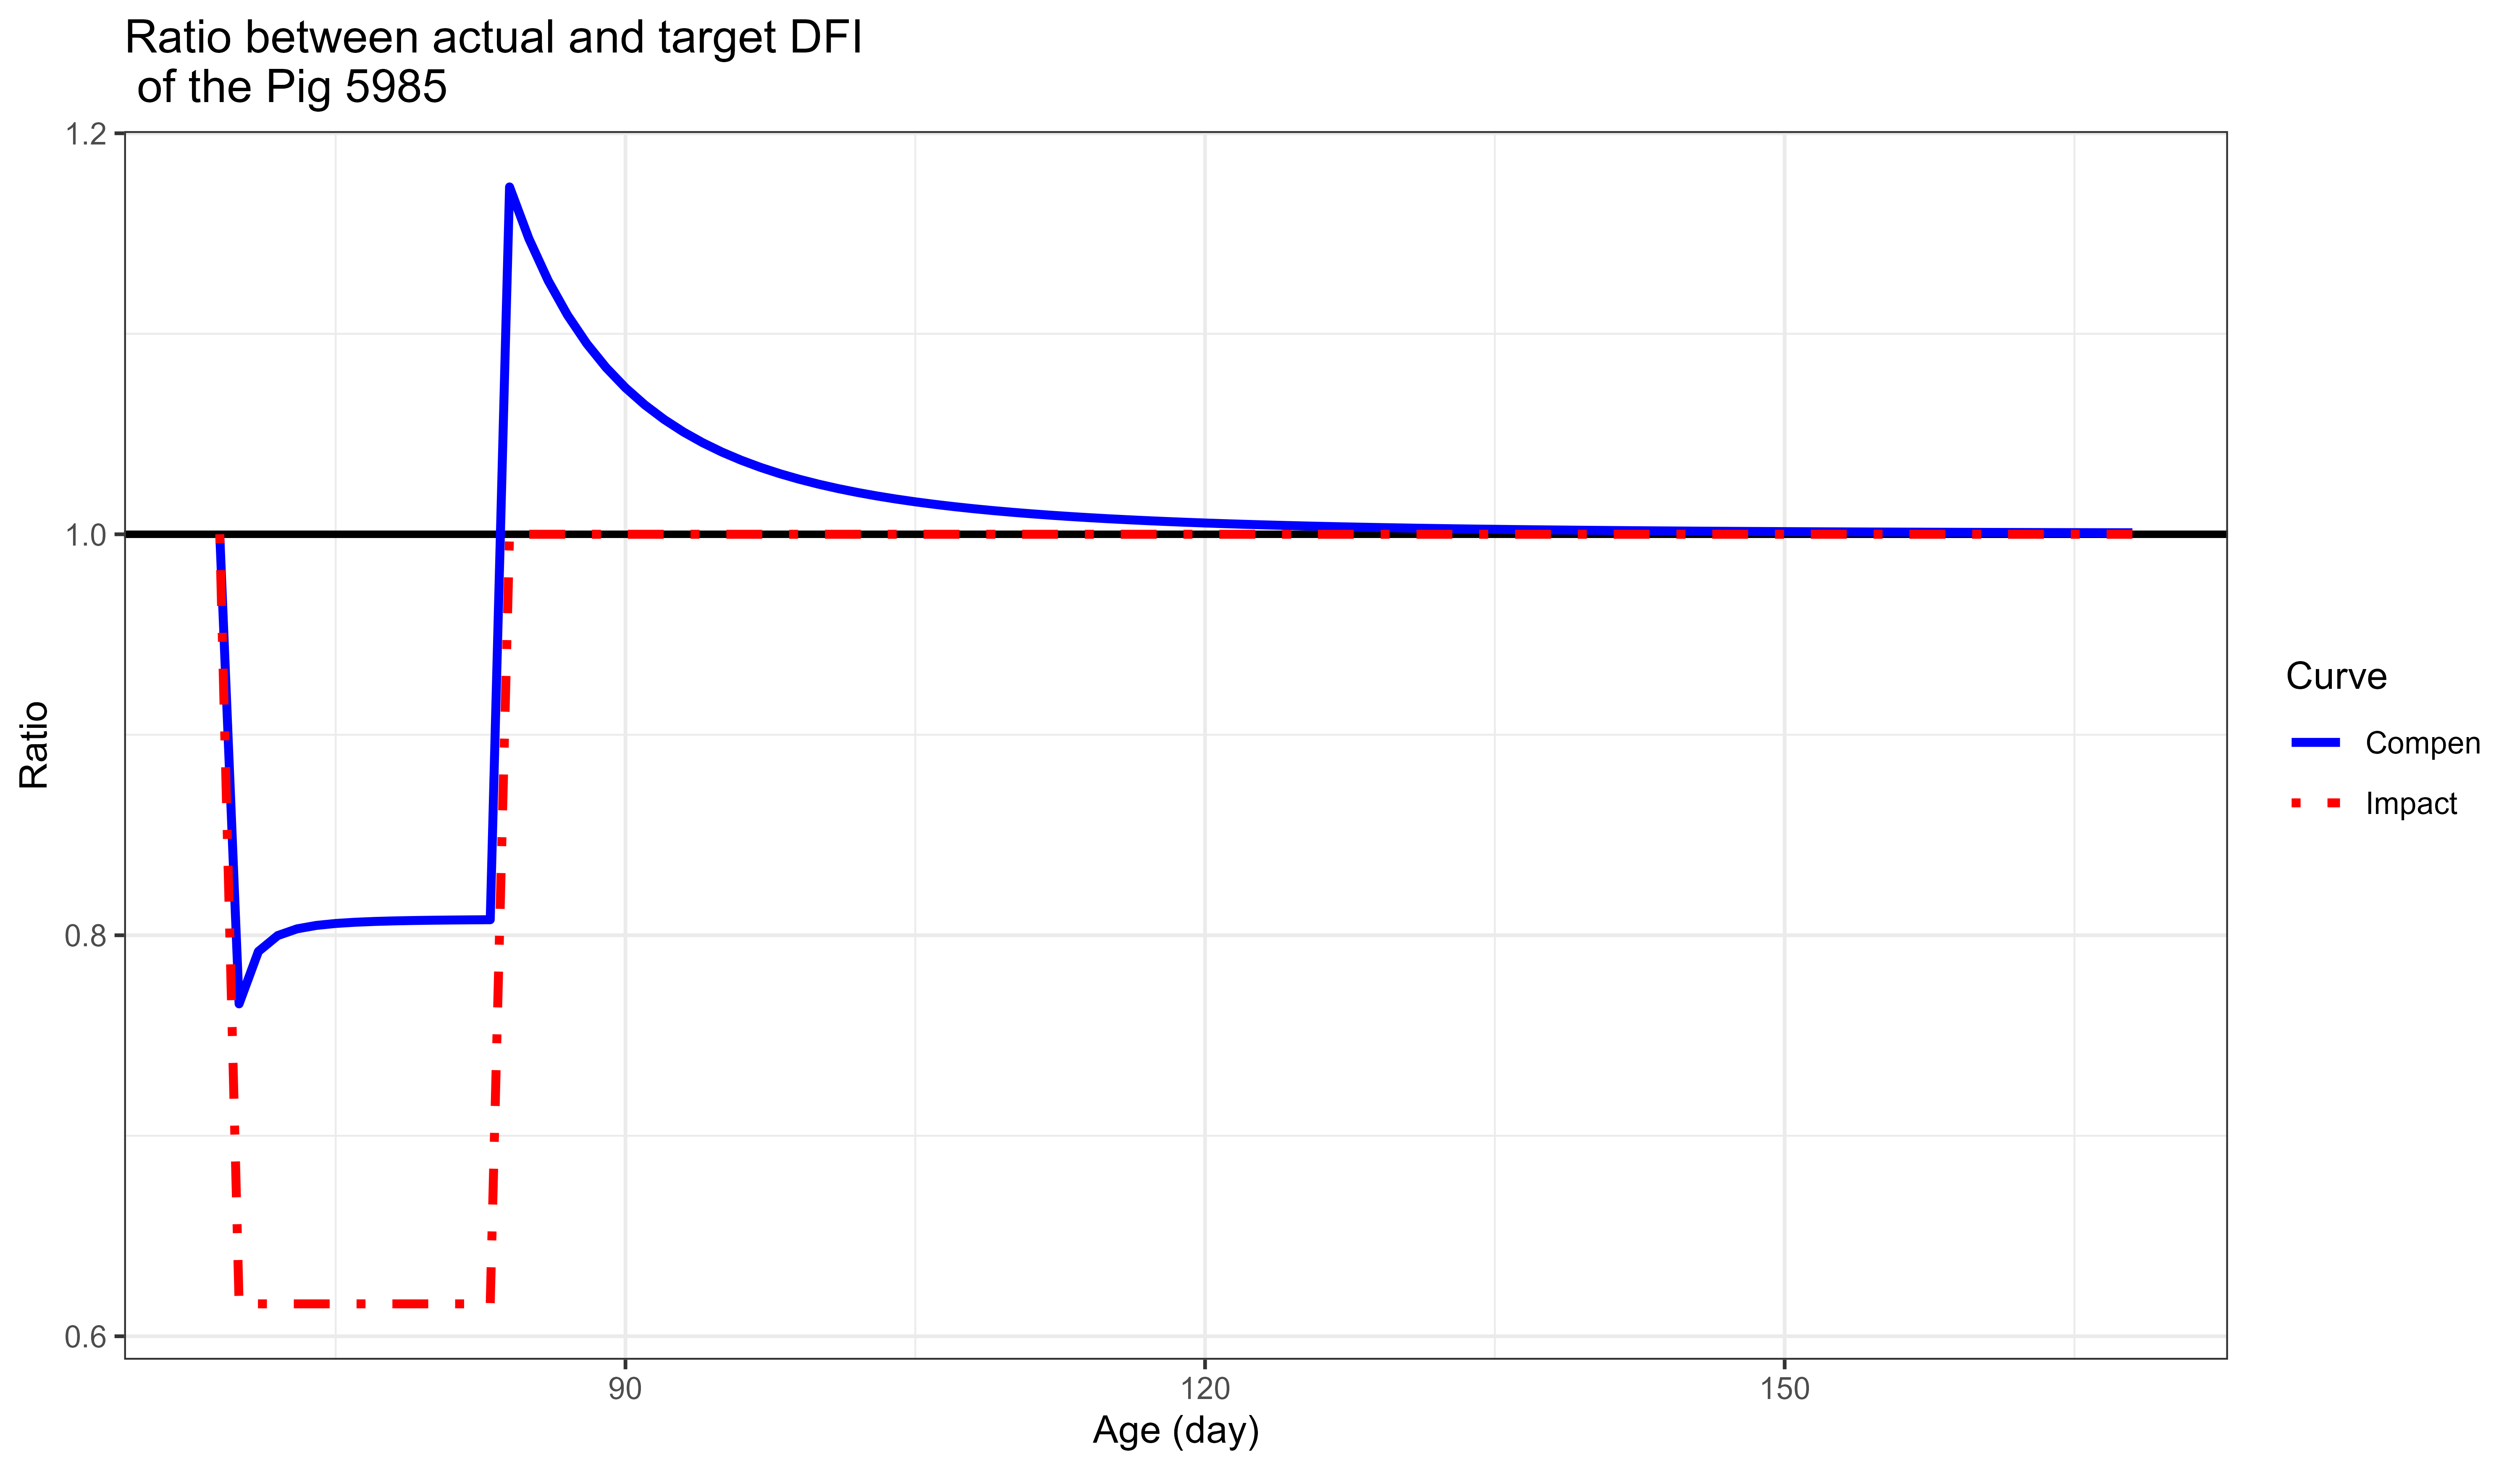 Ratio between actual and target DFI
of the Pig 5985
1.2
1.0
0.8
0.6
Ratio
90
120
150
Age (day)
Curve
Compen
Impact